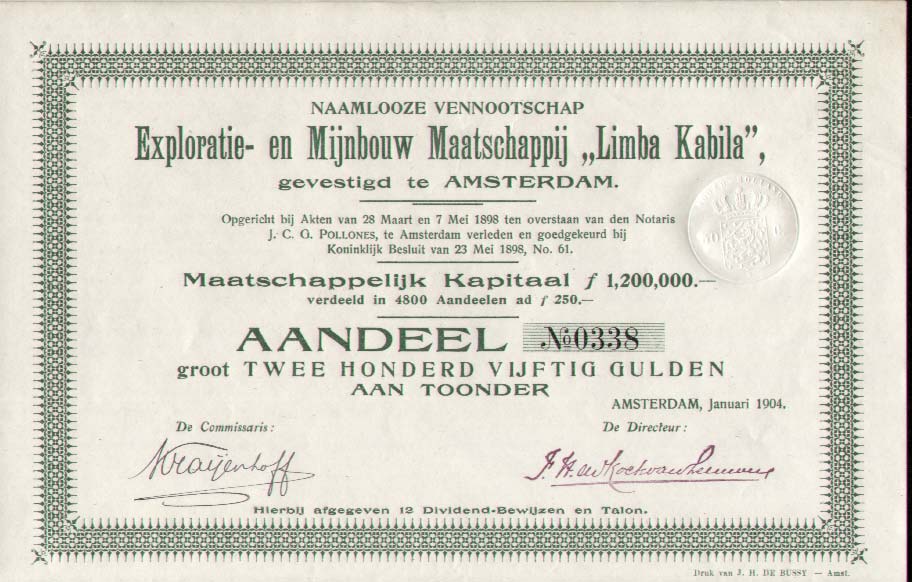 NAAMLOOZE VENNOOTSCHAP
Exploratie- en Mijnbouw Maatschappij „Limba Kabila”,
gevestigd te AMSTERDAM.
Opgericht bij Akten van 28 Maart en 7 Mei 1898 ten overstaan van den Notaris
J. C. G. POLLONES, te Amsterdam verleden en goedgekeurd bij
Koninklijk Besluit van 23 Mei 1898, No. 61.
Maatschappelijk Kapitaal ƒ 1,200,000.—
verdeeld in 4800 Aandeelen ad ƒ 250.—
AANDEEL №0338
groot TWEE HONDERD VIJFTIG GULDEN
AAN TOONDER
AMSTERDAM, Januari 1904.
De Commissaris: De Directeur:
Kraijenhoff
Hierbij afgegeven 12 Dividend-Bewijzen en Talon.
Druk van J. H. DE BUSSY — Amst.